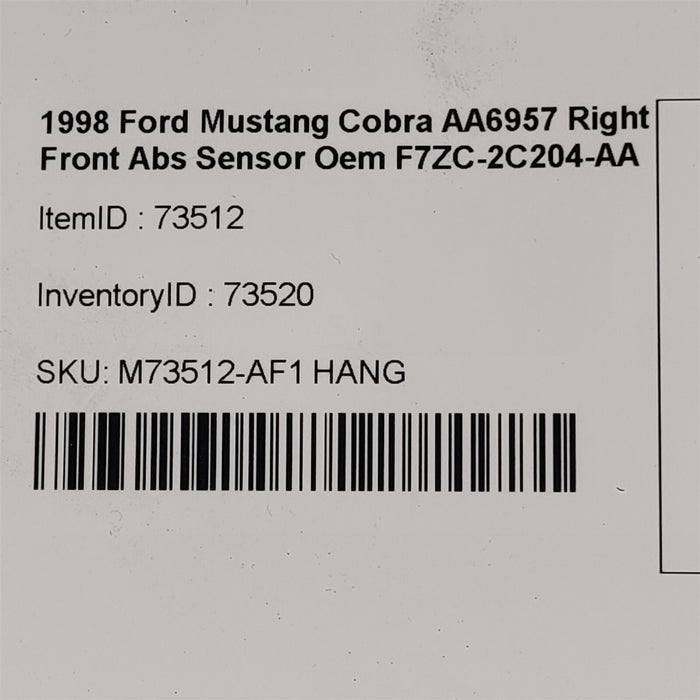 1998 Ford Mustang Cobra AA6957 Right
Front Abs Sensor Oem F7ZC-2C204-AA
ItemID : 73512
InventoryID : 73520
SKU: M73512-AF1 HANG